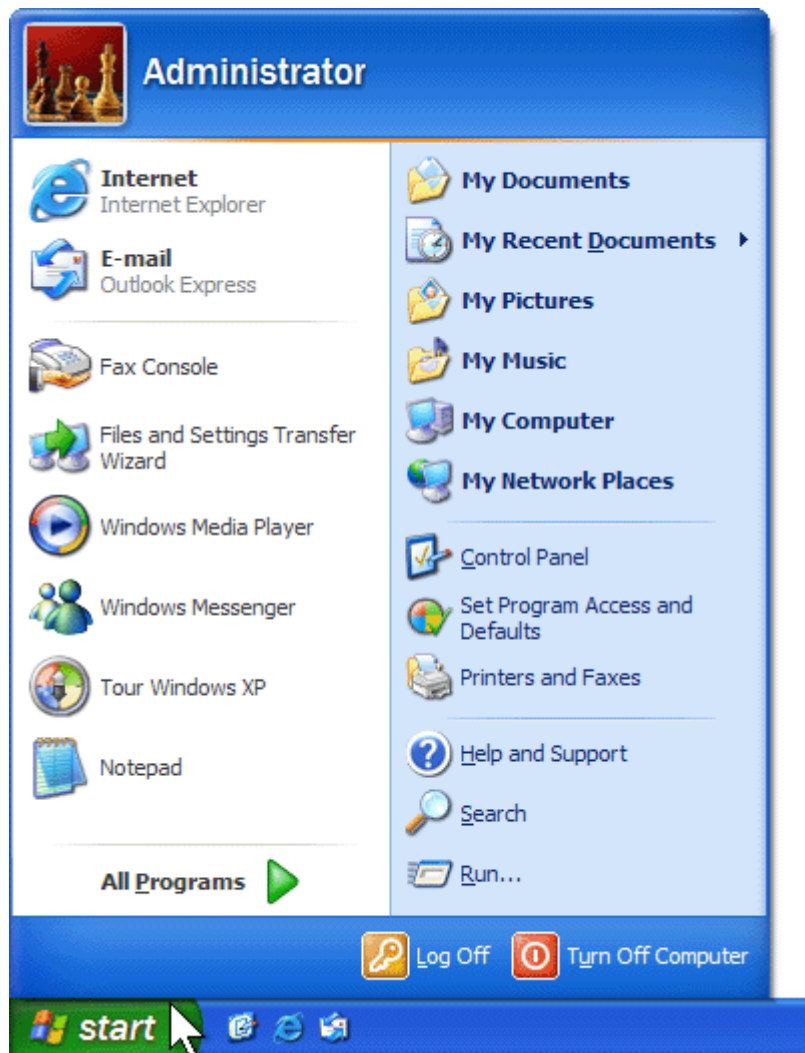 Administrator
Internet
Internet Explorer
E-mail
Outlook Express
Fax Console
Files and Settings Transfer
Wizard
Windows Media Player
Windows Messenger
Tour Windows XP
Notepad
All Programs
My Documents
My Recent Documents
My Pictures
My Music
My Computer
My Network Places
Control Panel
Set Program Access and
Defaults
Printers and Faxes
Help and Support
Search
Run...
Log Off
Turn Off Computer
start